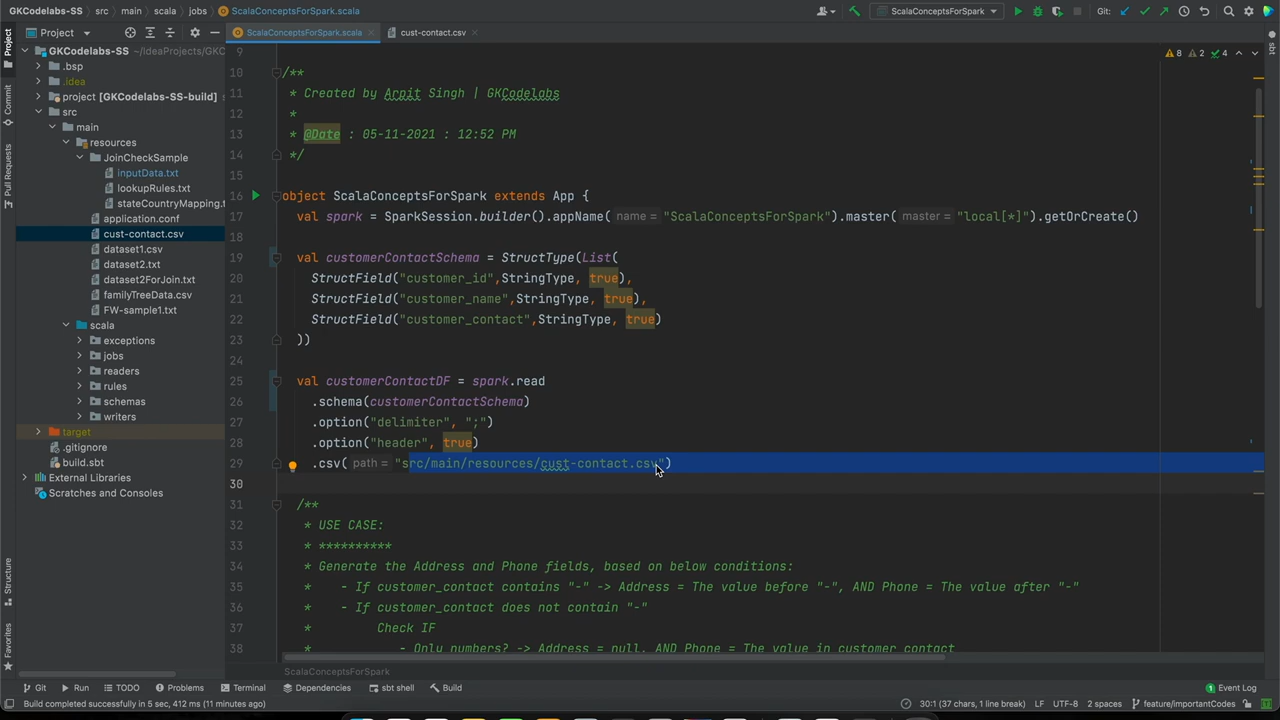 GKCodelabs-SS > src > main > scala > jobs > ScalaConceptsForSpark.scala
ScalaConceptsForSpark
Git:
Project
ScalaConceptsForSpark.scala
cust-contact.csv
GKCodelabs-SS ~/IdeaProjects/GKC
.bsp
.idea
project [GKCodelabs-SS-build]
src
main
resources
JoinCheckSample
inputData.txt
lookupRules.txt
stateCountryMapping.t
application.conf
cust-contact.csv
dataset1.csv
dataset2.txt
dataset2ForJoin.txt
familyTreeData.csv
FW-sample1.txt
scala
exceptions
jobs
readers
rules
schemas
writers
target
.gitignore
build.sbt
External Libraries
Scratches and Consoles
Project
Commit
Pull Requests
Structure
Favorites
sbt
8 2 4
9
10 /**
11 * Created by Arpit Singh | GKCodelabs
12 *
13 * @Date : 05-11-2021 : 12:52 PM
14 */
15
16 object ScalaConceptsForSpark extends App {
17 val spark = SparkSession.builder().appName( name = "ScalaConceptsForSpark").master( master = "local[*]").getOrCreate()
18
19 val customerContactSchema = StructType(List(
20 StructField("customer_id",StringType, true),
21 StructField("customer_name",StringType, true),
22 StructField("customer_contact",StringType, true)
23 ))
24
25 val customerContactDF = spark.read
26 .schema(customerContactSchema)
27 .option("delimiter", ";")
28 .option("header", true)
29 .csv( path = "src/main/resources/cust-contact.csv")
30
31 /**
32 * USE CASE:
33 * **********
34 * Generate the Address and Phone fields, based on below conditions:
35 * - If customer_contact contains "-" -> Address = The value before "-", AND Phone = The value after "-"
36 * - If customer_contact does not contain "-"
37 * Check IF
38 * - Only numbers? -> Address = null, AND Phone = The value in customer contact
ScalaConceptsForSpark
Git Run TODO Problems Terminal Dependencies sbt shell Build
1 Event Log
Build completed successfully in 5 sec, 412 ms (11 minutes ago)
30:1 (37 chars, 1 line break) LF UTF-8 2 spaces feature/importantCodes